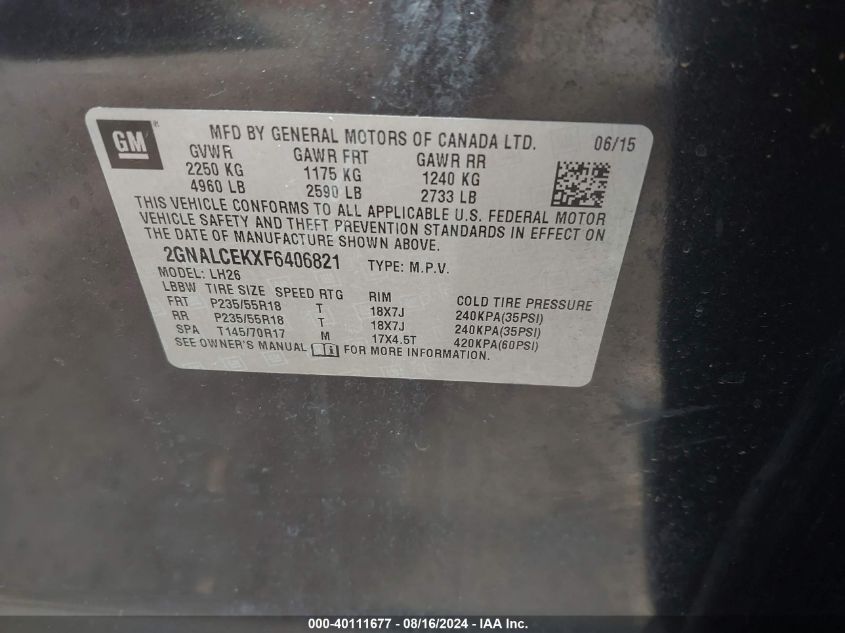 GM
MFD BY GENERAL MOTORS OF CANADA LTD. 06/15
GVWR GAWR FRT GAWR RR
2250 KG 1175 KG 1240 KG
4960 LB 2590 LB 2733 LB
THIS VEHICLE CONFORMS TO ALL APPLICABLE U.S. FEDERAL MOTOR
VEHICLE SAFETY AND THEFT PREVENTION STANDARDS IN EFFECT ON
THE DATE OF MANUFACTURE SHOWN ABOVE.
2GNALCEKXF6406821 TYPE: M.P.V.
MODEL: LH26
LBBW TIRE SIZE SPEED RTG RIM COLD TIRE PRESSURE
FRT P235/55R18 T 18X7J 240KPA(35PSI)
RR P235/55R18 T 18X7J 240KPA(35PSI)
SPA T145/70R17 M 17X4.5T 420KPA(60PSI)
SEE OWNER'S MANUAL FOR MORE INFORMATION.
000-40111677 - 08/16/2024 - IAA Inc.